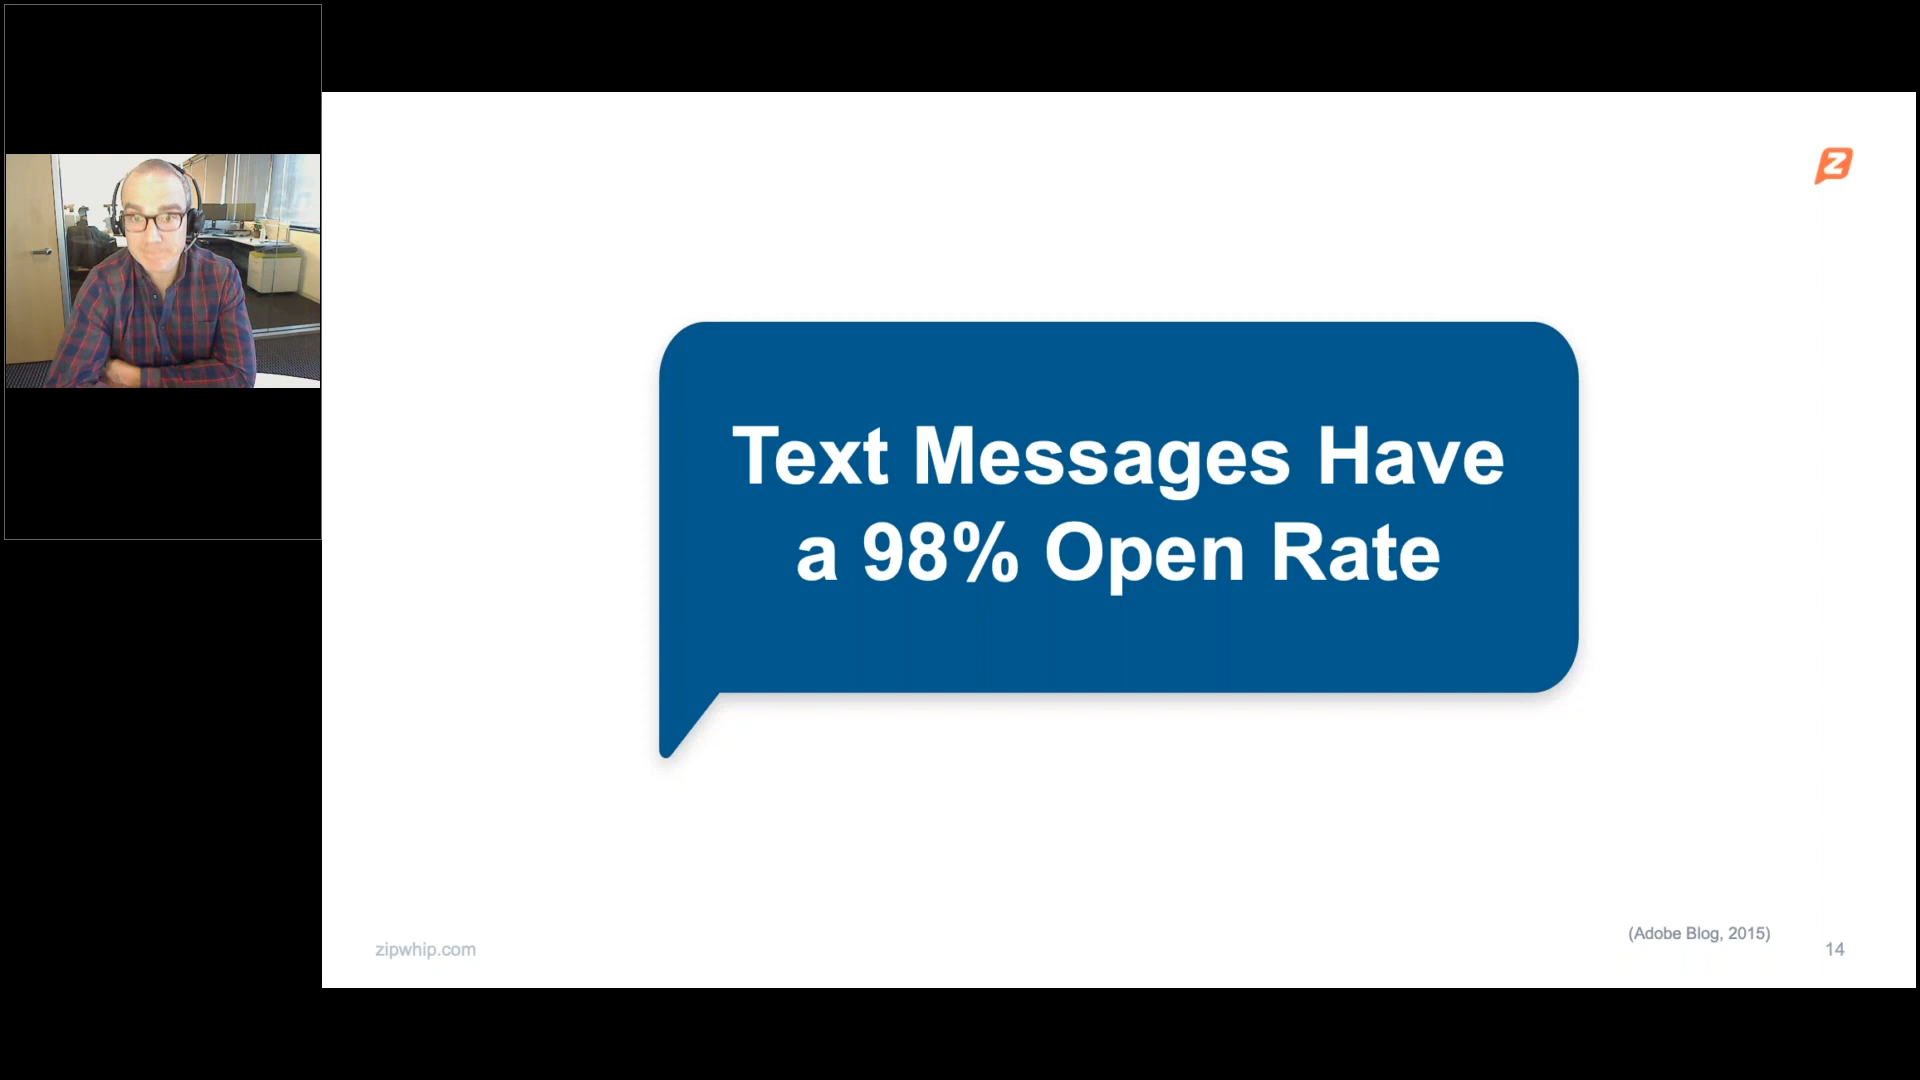 Z
Text Messages Have
a 98% Open Rate
(Adobe Blog, 2015)
zipwhip.com
14